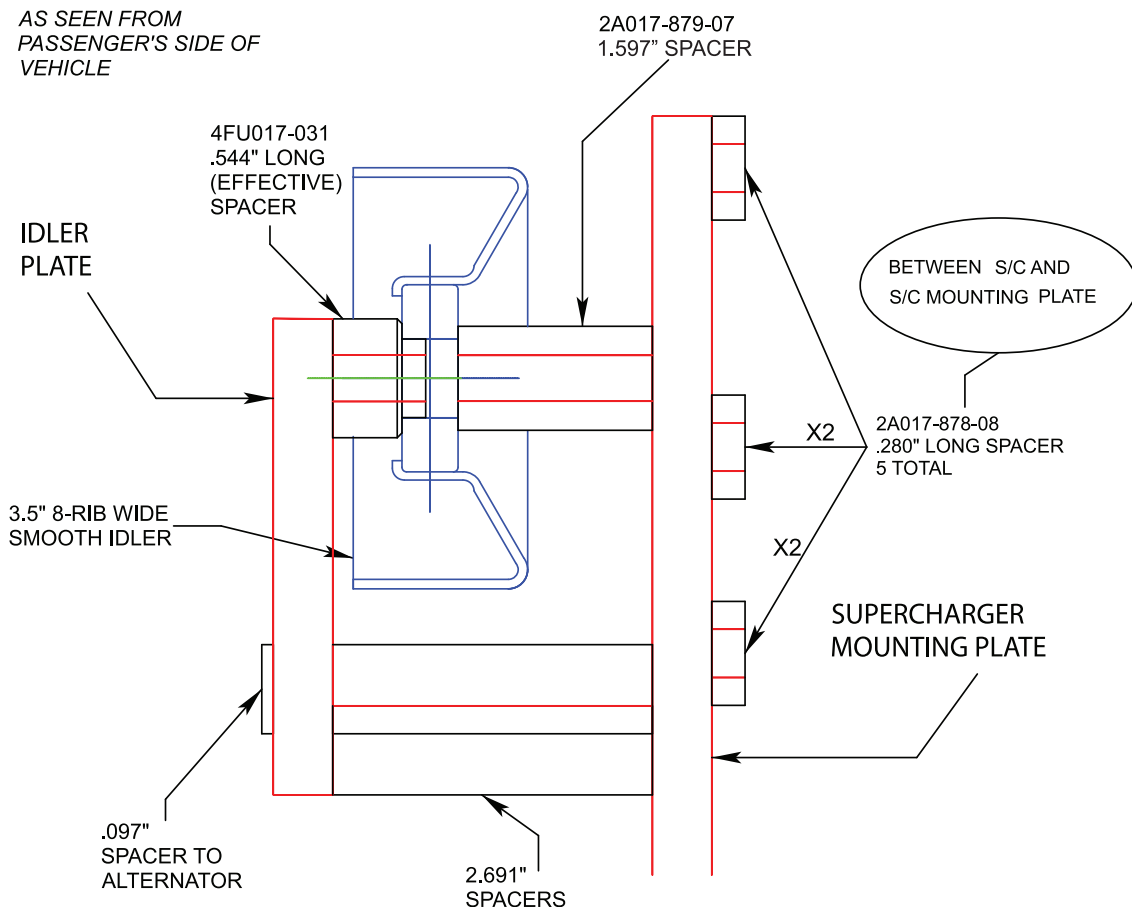 AS SEEN FROM
PASSENGER'S SIDE OF
VEHICLE
2A017-879-07
1.597” SPACER
4FU017-031
.544" LONG
(EFFECTIVE)
SPACER
IDLER
PLATE
BETWEEN S/C AND
S/C MOUNTING PLATE
2A017-878-08
.280" LONG SPACER
5 TOTAL
X2
X2
3.5" 8-RIB WIDE
SMOOTH IDLER
SUPERCHARGER
MOUNTING PLATE
.097"
SPACER TO
ALTERNATOR
2.691"
SPACERS